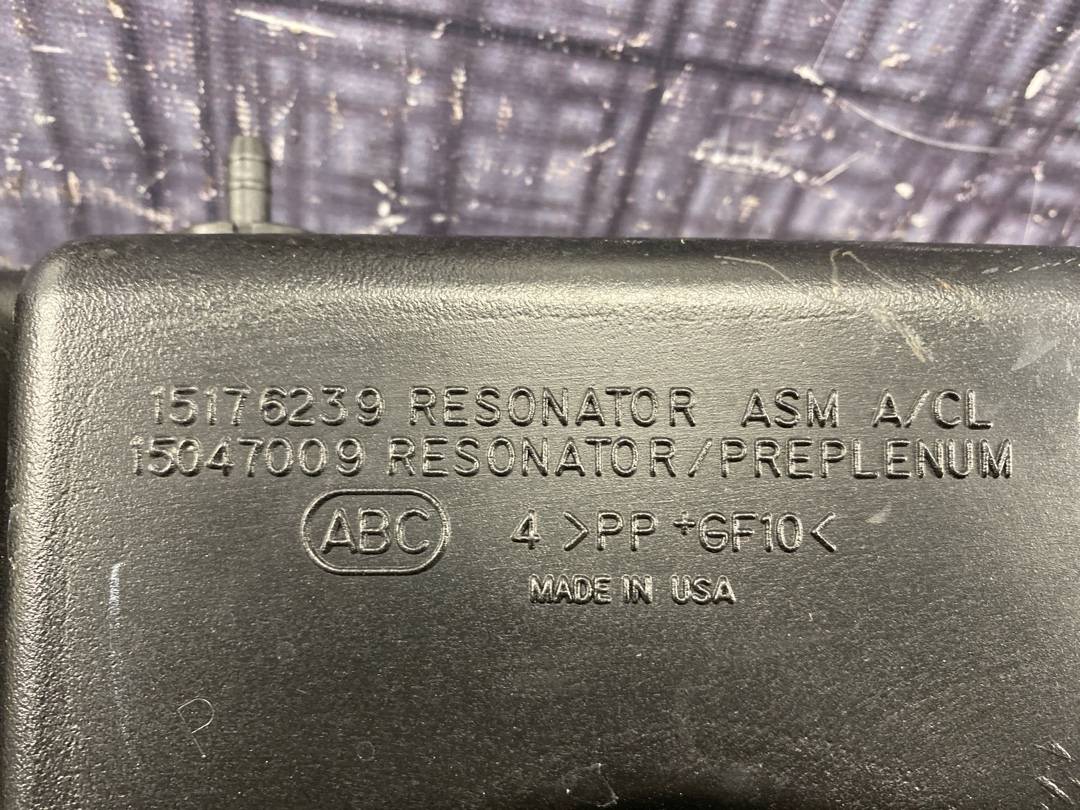 15176239 RESONATOR ASM A/CL
15047009 RESONATOR/PREPLENUM
ABC 4 >PP +GF10<
MADE IN USA
P